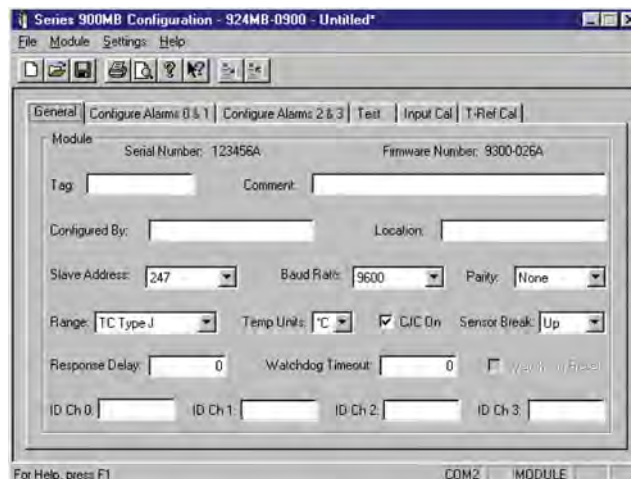 Series 900MB Configuration - 924MB-0900 - Untitled*
File Module Settings Help
General Configure Alarms 0 & 1 Configure Alarms 2 & 3 Test Input Cal T-Ref Cal
Module
Serial Number: 123456A Firmware Number: 9300-026A
Tag: Comment:
Configured By: Location:
Slave Address: 247 Baud Rate: 9600 Parity: None
Range: TC Type J Temp Units: °C CJC On Sensor Break: Up
Response Delay: 0 Watchdog Timeout: 0
ID Ch 0: ID Ch 1: ID Ch 2: ID Ch 3:
For Help, press F1 COM2 MODULE